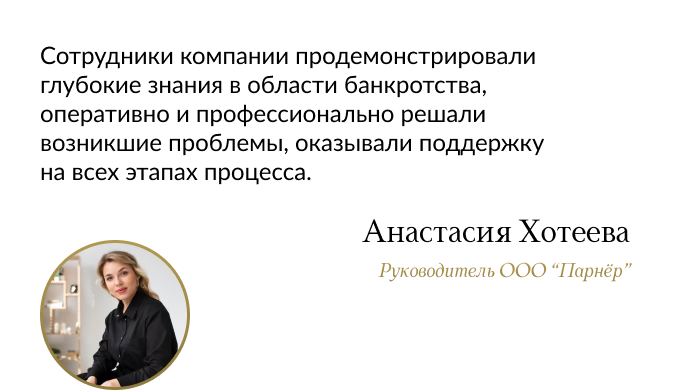 Сотрудники компании продемонстрировали
глубокие знания в области банкротства,
оперативно и профессионально решали
возникшие проблемы, оказывали поддержку
на всех этапах процесса.
Анастасия Хотеева
Руководитель ООО “Парнёр”